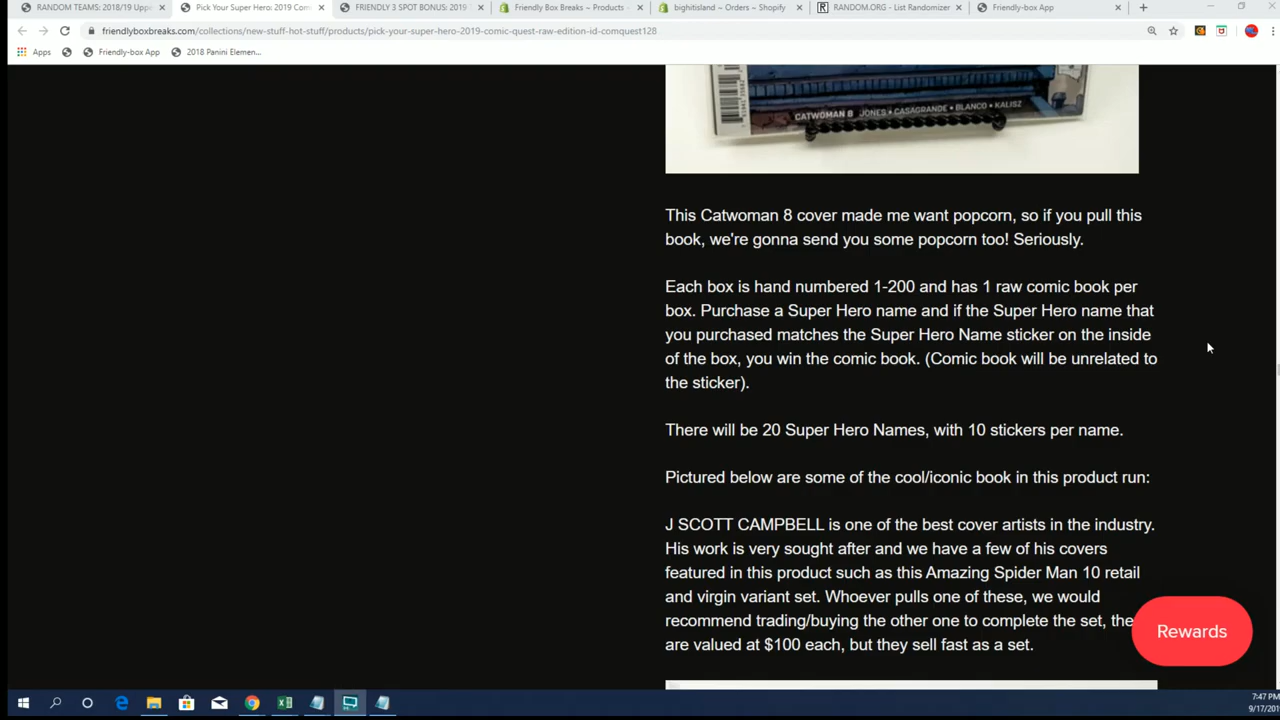 RANDOM TEAMS: 2018/19 Uppe
Pick Your Super Hero: 2019 Com
FRIENDLY 3 SPOT BONUS: 2019
Friendly Box Breaks ~ Products ~
bighitisland ~ Orders ~ Shopify
RANDOM.ORG - List Randomizer
Friendly-box App
friendlyboxbreaks.com/collections/new-stuff-hot-stuff/products/pick-your-super-hero-2019-comic-quest-raw-edition-id-comquest128
Apps
Friendly-box App
2018 Panini Elemen...
CATWOMAN 8 JONES • CASAGRANDE • BLANCO • KALISZ
This Catwoman 8 cover made me want popcorn, so if you pull this
book, we're gonna send you some popcorn too! Seriously.
Each box is hand numbered 1-200 and has 1 raw comic book per
box. Purchase a Super Hero name and if the Super Hero name that
you purchased matches the Super Hero Name sticker on the inside
of the box, you win the comic book. (Comic book will be unrelated to
the sticker).
There will be 20 Super Hero Names, with 10 stickers per name.
Pictured below are some of the cool/iconic book in this product run:
J SCOTT CAMPBELL is one of the best cover artists in the industry.
His work is very sought after and we have a few of his covers
featured in this product such as this Amazing Spider Man 10 retail
and virgin variant set. Whoever pulls one of these, we would
recommend trading/buying the other one to complete the set, the
are valued at $100 each, but they sell fast as a set.
Rewards
7:47 PM
9/17/20